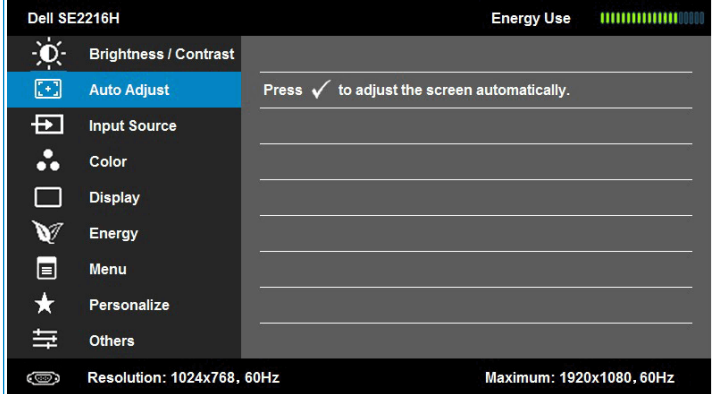 Dell SE2216H Energy Use
Brightness / Contrast
Auto Adjust Press ✓ to adjust the screen automatically.
Input Source
Color
Display
Energy
Menu
Personalize
Others
Resolution: 1024x768, 60Hz Maximum: 1920x1080, 60Hz